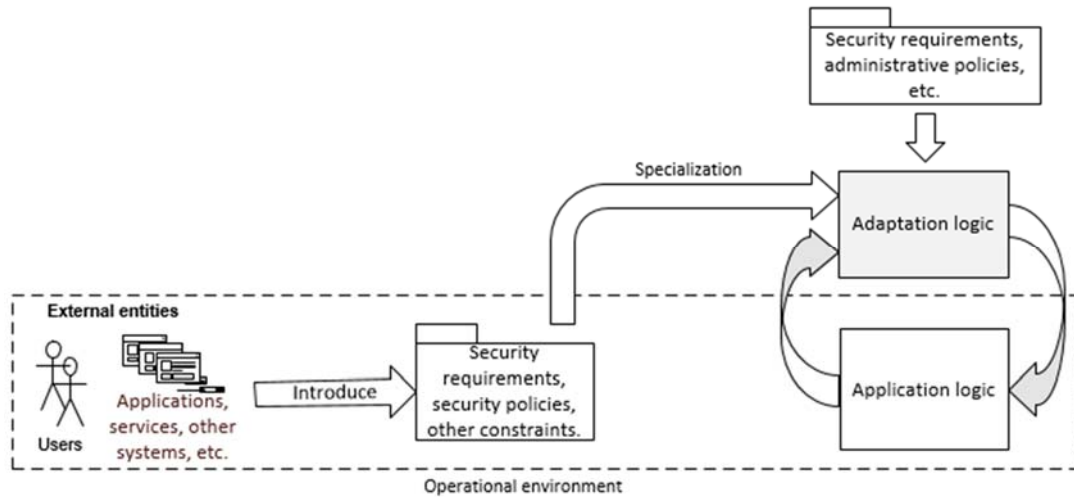 Security requirements,
administrative policies,
etc.
Specialization
Adaptation logic
External entities
Users
Applications,
services, other
systems, etc.
Introduce
Security
requirements,
security policies,
other constraints.
Application logic
Operational environment